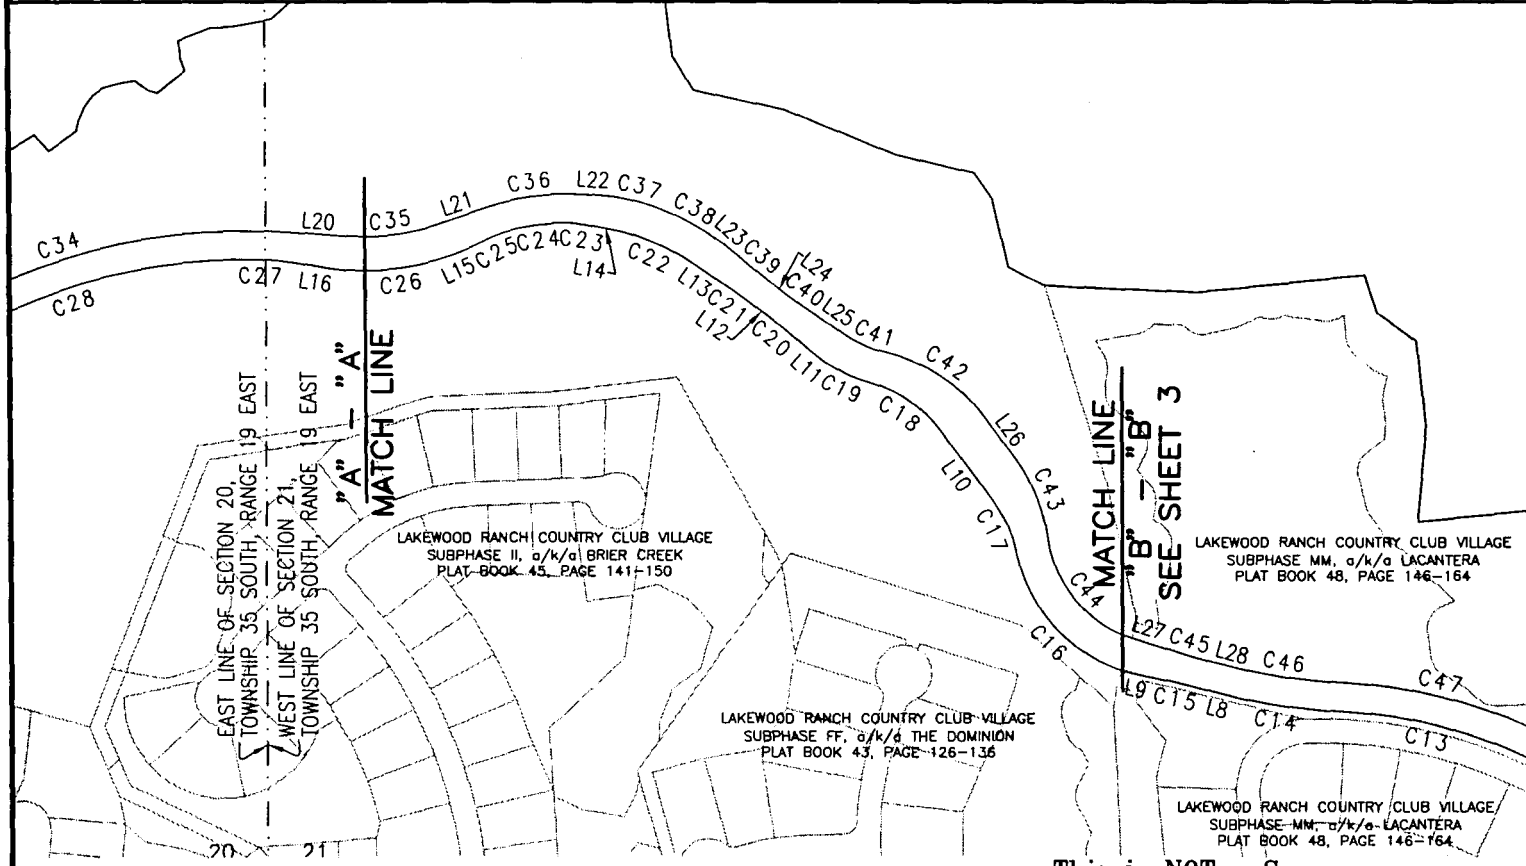 C34
C28
C27
L20
L16
C35
C26
L21
L15
C25
C36
C24
C23
L14
L22
C37
C22
C38
L23
C39
L24
L13
C21
L12
C40
L25
C20
C41
L11
C19
C42
C18
L26
L10
C43
C17
C44
C16
L27
C45
L28
C46
C47
L9
C15
L8
C14
C13
"A" — "A"
MATCH LINE
MATCH LINE
"B" — "B"
SEE SHEET 3
EAST LINE OF SECTION 20,
TOWNSHIP 35 SOUTH, RANGE 19 EAST
WEST LINE OF SECTION 21,
TOWNSHIP 35 SOUTH, RANGE 19 EAST
LAKEWOOD RANCH COUNTRY CLUB VILLAGE
SUBPHASE II, a/k/a BRIER CREEK
PLAT BOOK 45, PAGE 141-150
LAKEWOOD RANCH COUNTRY CLUB VILLAGE
SUBPHASE MM, a/k/a LACANTERA
PLAT BOOK 48, PAGE 146-164
LAKEWOOD RANCH COUNTRY CLUB VILLAGE
SUBPHASE FF, a/k/a THE DOMINION
PLAT BOOK 43, PAGE 126-136
LAKEWOOD RANCH COUNTRY CLUB VILLAGE
SUBPHASE MM, a/k/a LACANTERA
PLAT BOOK 48, PAGE 146-164
20 21
This is NOT a S